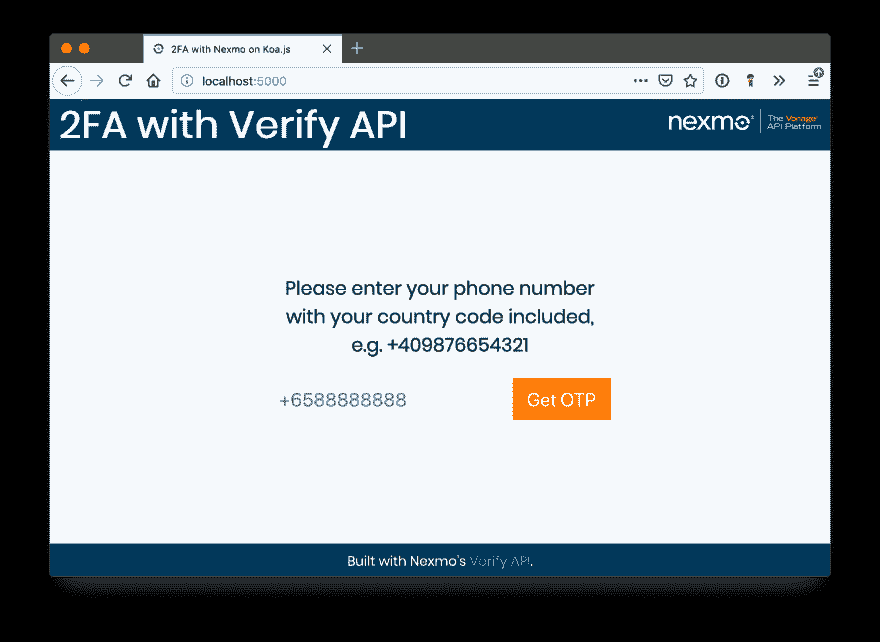 2FA with Nexmo on Koa.js
localhost:5000
2FA with Verify API
nexmo
The Vonage
API Platform
Please enter your phone number
with your country code included,
e.g. +409876654321
+6588888888
Get OTP
Built with Nexmo's Verify API.